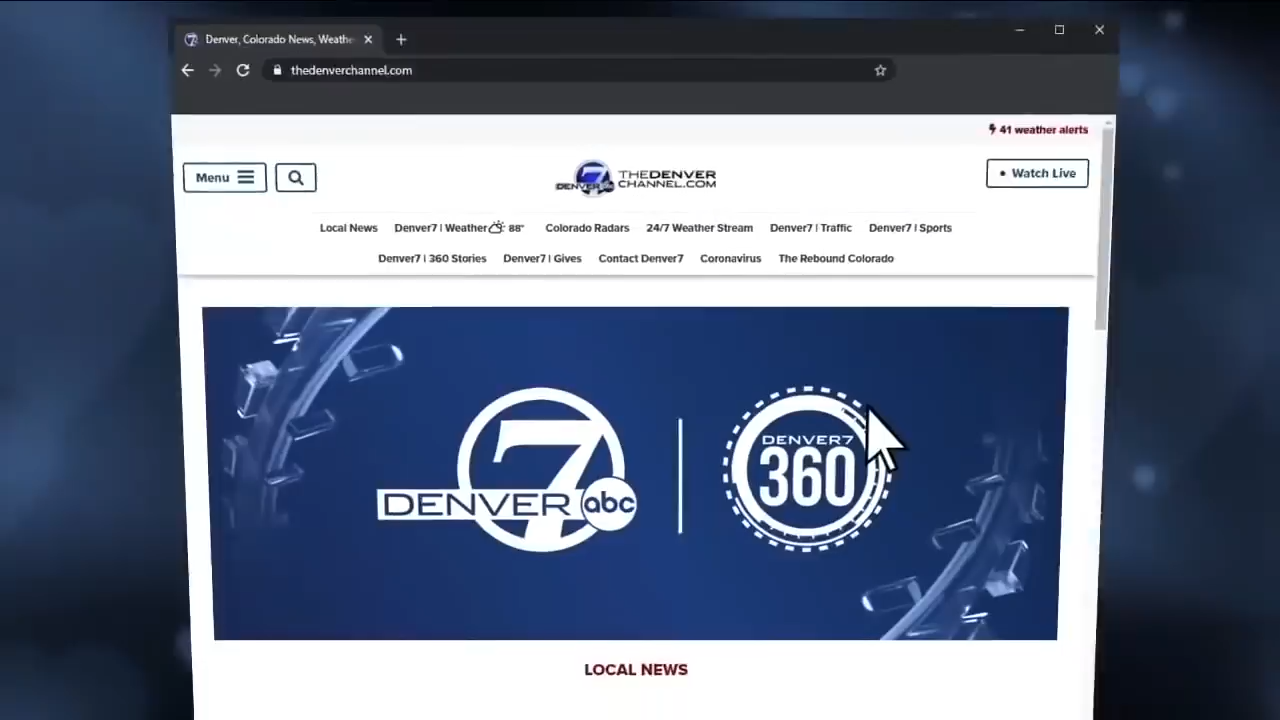 Denver, Colorado News, Weathe
thedenverchannel.com
41 weather alerts
Menu
7 DENVER
THEDENVER
CHANNEL.COM
• Watch Live
Local News Denver7 | Weather 88° Colorado Radars 24/7 Weather Stream Denver7 | Traffic Denver7 | Sports
Denver7 | 360 Stories Denver7 | Gives Contact Denver7 Coronavirus The Rebound Colorado
7
DENVER abc
DENVER7
360
LOCAL NEWS